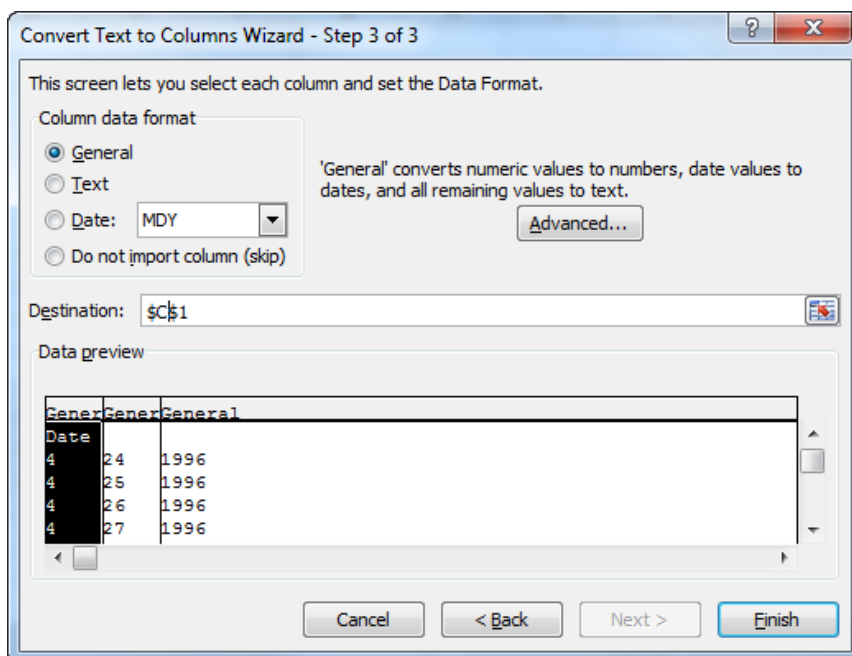 Convert Text to Columns Wizard - Step 3 of 3
? X
This screen lets you select each column and set the Data Format.
Column data format
General
Text
Date: MDY
Do not import column (skip)
'General' converts numeric values to numbers, date values to
dates, and all remaining values to text.
Advanced...
Destination: $C$1
Data preview
GenerGenerGeneral
Date
4 24 1996
4 25 1996
4 26 1996
4 27 1996
Cancel < Back Next > Finish